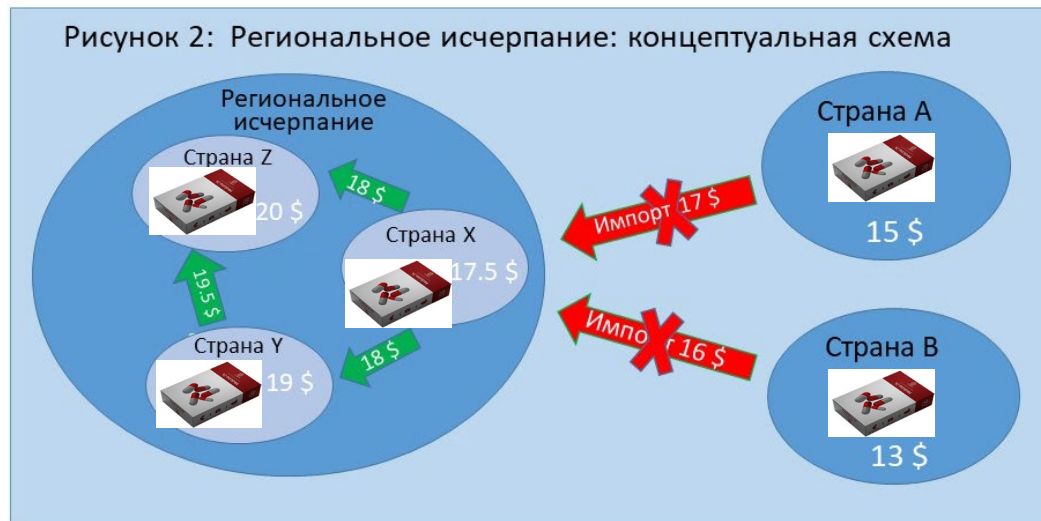 Рисунок 2: Региональное исчерпание: концептуальная схема
Региональное
исчерпание
Страна Z
20 $
18 $
Страна X
17.5 $
19.5 $
Страна Y
19 $
18 $
Импорт 17 $
Импорт 16 $
Страна A
15 $
Страна B
13 $